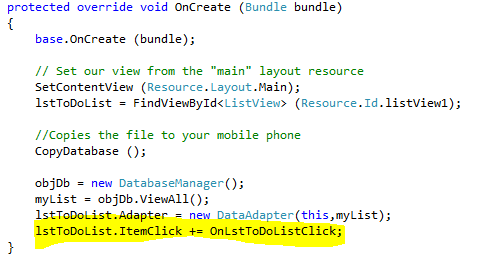 protected override void OnCreate (Bundle bundle)
{
base.OnCreate (bundle);
// Set our view from the "main" layout resource
SetContentView (Resource.Layout.Main);
lstToDoList = FindViewById<ListView> (Resource.Id.listView1);
//Copies the file to your mobile phone
CopyDatabase ();
objDb = new DatabaseManager();
myList = objDb.ViewAll();
lstToDoList.Adapter = new DataAdapter(this,myList);
lstToDoList.ItemClick += OnLstToDoListClick;
}